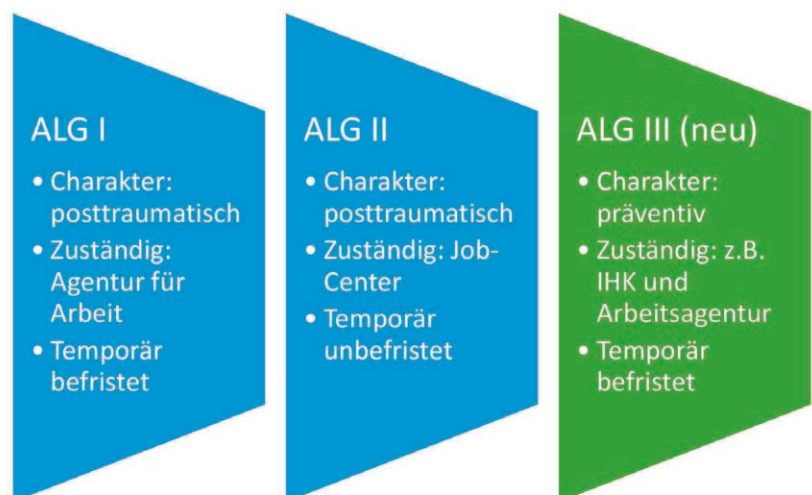 ALG I
• Charakter:
posttraumatisch
• Zuständig:
Agentur für
Arbeit
• Temporär
befristet
ALG II
• Charakter:
posttraumatisch
• Zuständig: Job-
Center
• Temporär
unbefristet
ALG III (neu)
• Charakter:
präventiv
• Zuständig: z.B.
IHK und
Arbeitsagentur
• Temporär
befristet